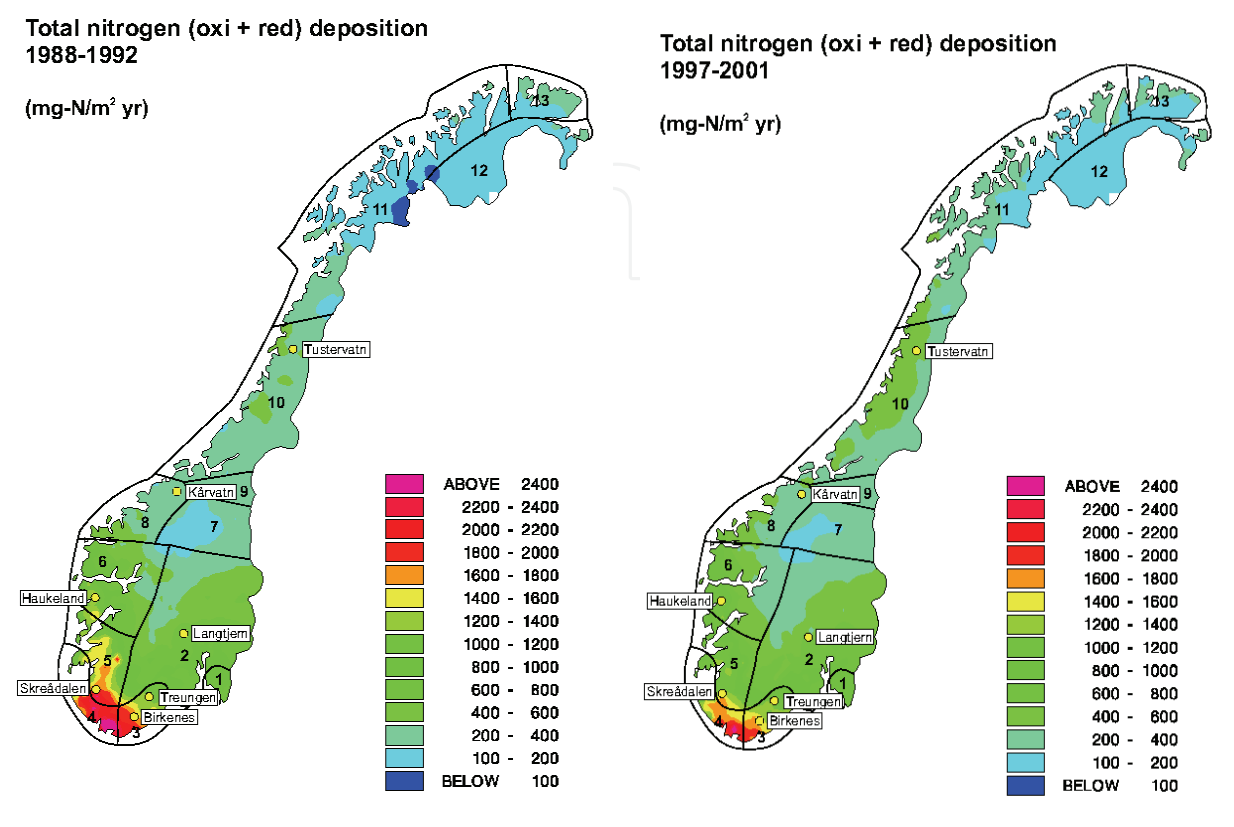 Total nitrogen (oxi + red) deposition
1988-1992
(mg-N/m² yr)
13
12
11
Tustervatn
10
Kårvatn
9
8
7
6
Haukeland
Langtjern
5
2
1
Skreådalen
Treungen
4
Birkenes
3
ABOVE 2400
2200 - 2400
2000 - 2200
1800 - 2000
1600 - 1800
1400 - 1600
1200 - 1400
1000 - 1200
800 - 1000
600 - 800
400 - 600
200 - 400
100 - 200
BELOW 100
Total nitrogen (oxi + red) deposition
1997-2001
(mg-N/m² yr)
13
12
11
Tustervatn
10
Kårvatn
9
8
7
6
Haukeland
Langtjern
5
2
1
Skreådalen
Treungen
4
Birkenes
3
ABOVE 2400
2200 - 2400
2000 - 2200
1800 - 2000
1600 - 1800
1400 - 1600
1200 - 1400
1000 - 1200
800 - 1000
600 - 800
400 - 600
200 - 400
100 - 200
BELOW 100